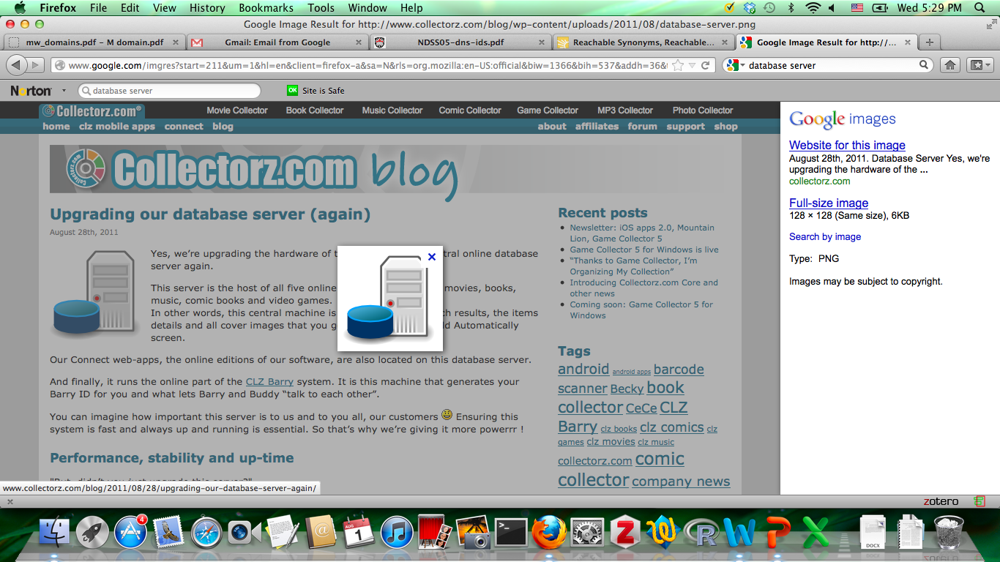 Firefox File Edit View History Bookmarks Tools Window Help Wed 5:29 PM
Google Image Result for http://www.collectorz.com/blog/wp-content/uploads/2011/08/database-server.png
mw_domains.pdf – M domain.pdf Gmail: Email from Google NDSS05-dns-ids.pdf Reachable Synonyms, Reachable... Google Image Result for http://...
www.google.com/imgres?start=211&um=1&hl=en&client=firefox-a&sa=N&rls=org.mozilla:en-US:official&biw=1366&bih=537&addh=36& database server
Norton database server OK Site is Safe
Collectorz.com® Movie Collector Book Collector Music Collector Comic Collector Game Collector MP3 Collector Photo Collector
home clz mobile apps connect blog about affiliates forum support shop
Collectorz.com blog
Upgrading our database server (again)
August 28th, 2011
Yes, we're upgrading the hardware of tral online database
server again.
This server is the host of all five online movies, books,
music, comic books and video games.
In other words, this central machine is h results, the items
details and all cover images that you g d Automatically
screen.
Our Connect web-apps, the online editions of our software, are also located on this database server.
And finally, it runs the online part of the CLZ Barry system. It is this machine that generates your
Barry ID for you and what lets Barry and Buddy "talk to each other".
You can imagine how important this server is to us and to you all, our customers Ensuring this
system is fast and always up and running is essential. So that's why we're giving it more powerrr !
Performance, stability and up-time
www.collectorz.com/blog/2011/08/28/upgrading-our-database-server-again/
Recent posts
Newsletter: iOS apps 2.0, Mountain
Lion, Game Collector 5
Game Collector 5 for Windows is live
"Thanks to Game Collector, I'm
Organizing My Collection"
Introducing Collectorz.com Core and
other news
Coming soon: Game Collector 5 for
Windows
Tags
android android apps barcode
scanner Becky book
collector CeCe CLZ
Barry clz books clz comics clz
games clz movies clz music
collectorz.com comic
collector company news
Google images
Website for this image
August 28th, 2011. Database Server Yes, we're
upgrading the hardware of the ...
collectorz.com
Full-size image
128 × 128 (Same size), 6KB
Search by image
Type: PNG
Images may be subject to copyright.
zotero
4
AUG
1
DOCX